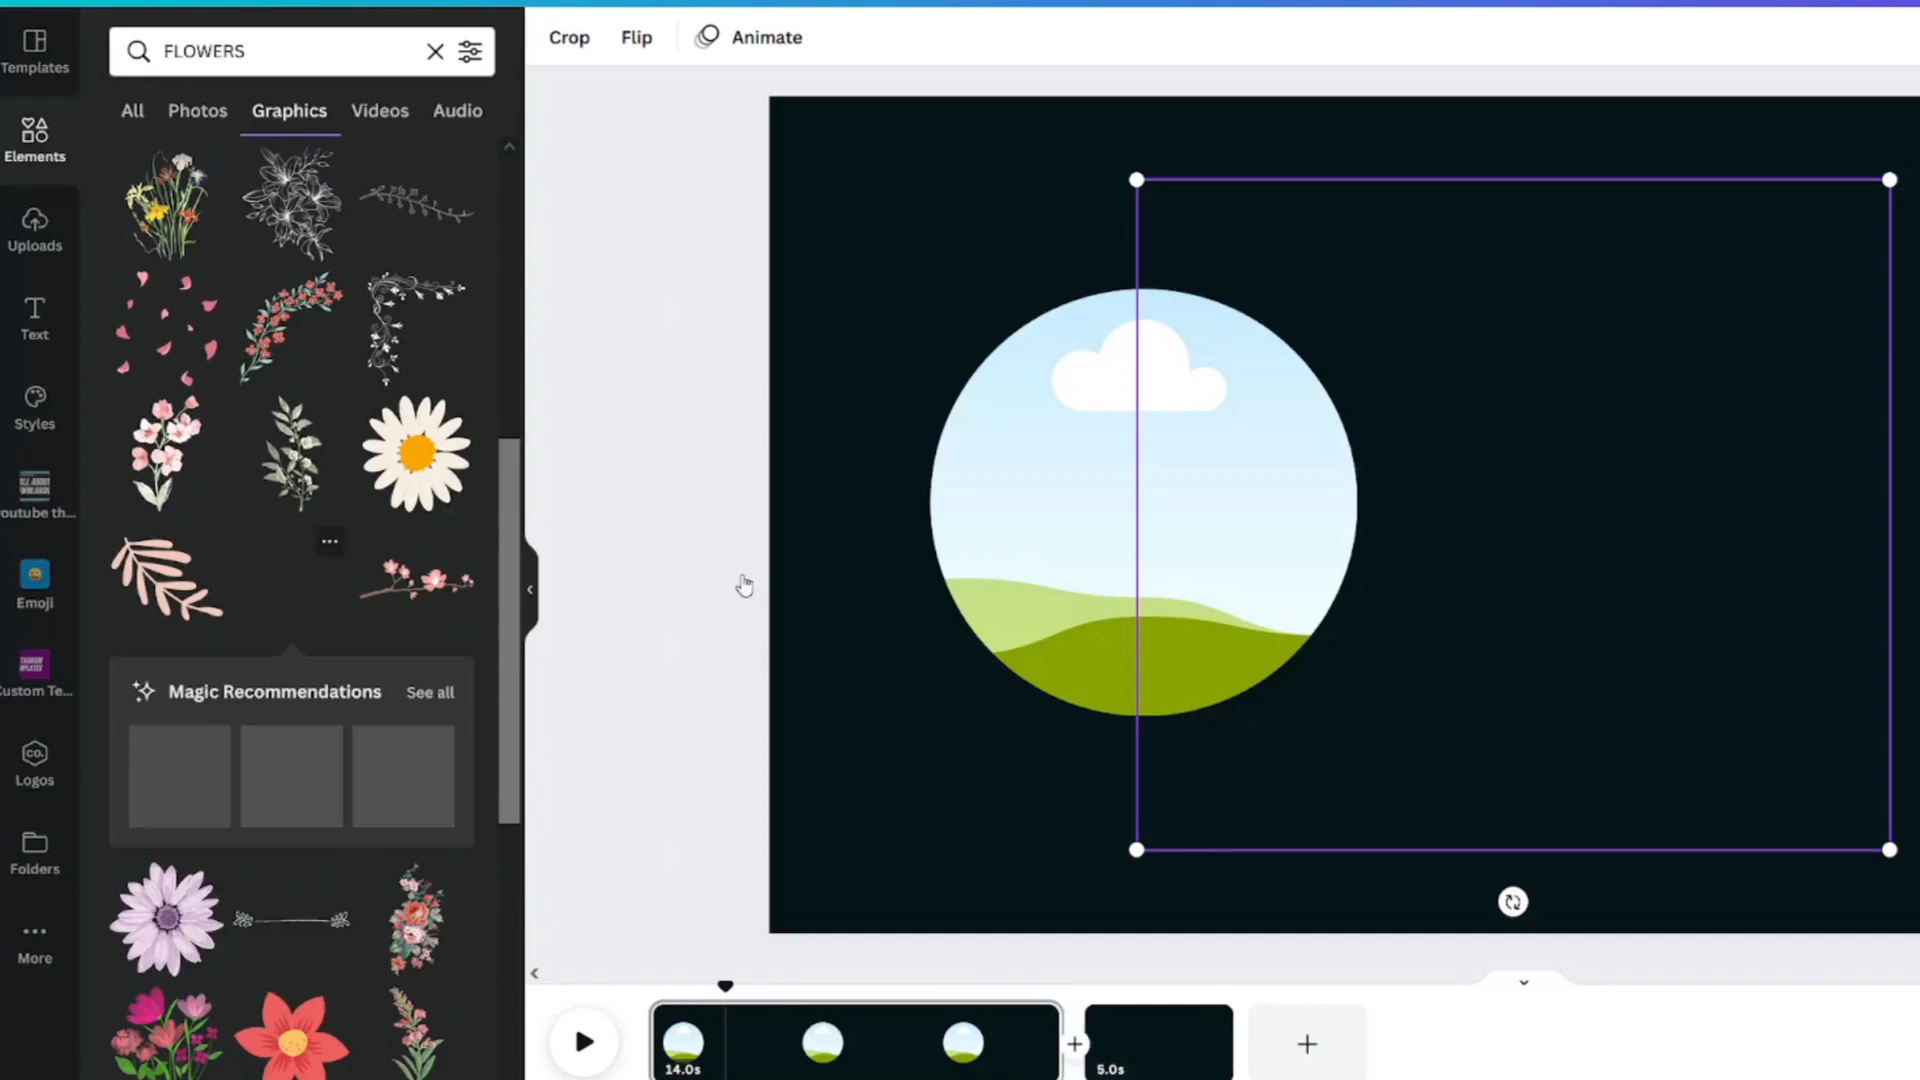 Templates
Elements
Uploads
Text
Styles
outube th...
Emoji
ustom Te...
CO.
Logos
Folders
More
FLOWERS
All Photos Graphics Videos Audio
Magic Recommendations See all
Crop Flip Animate
14.0s
5.0s